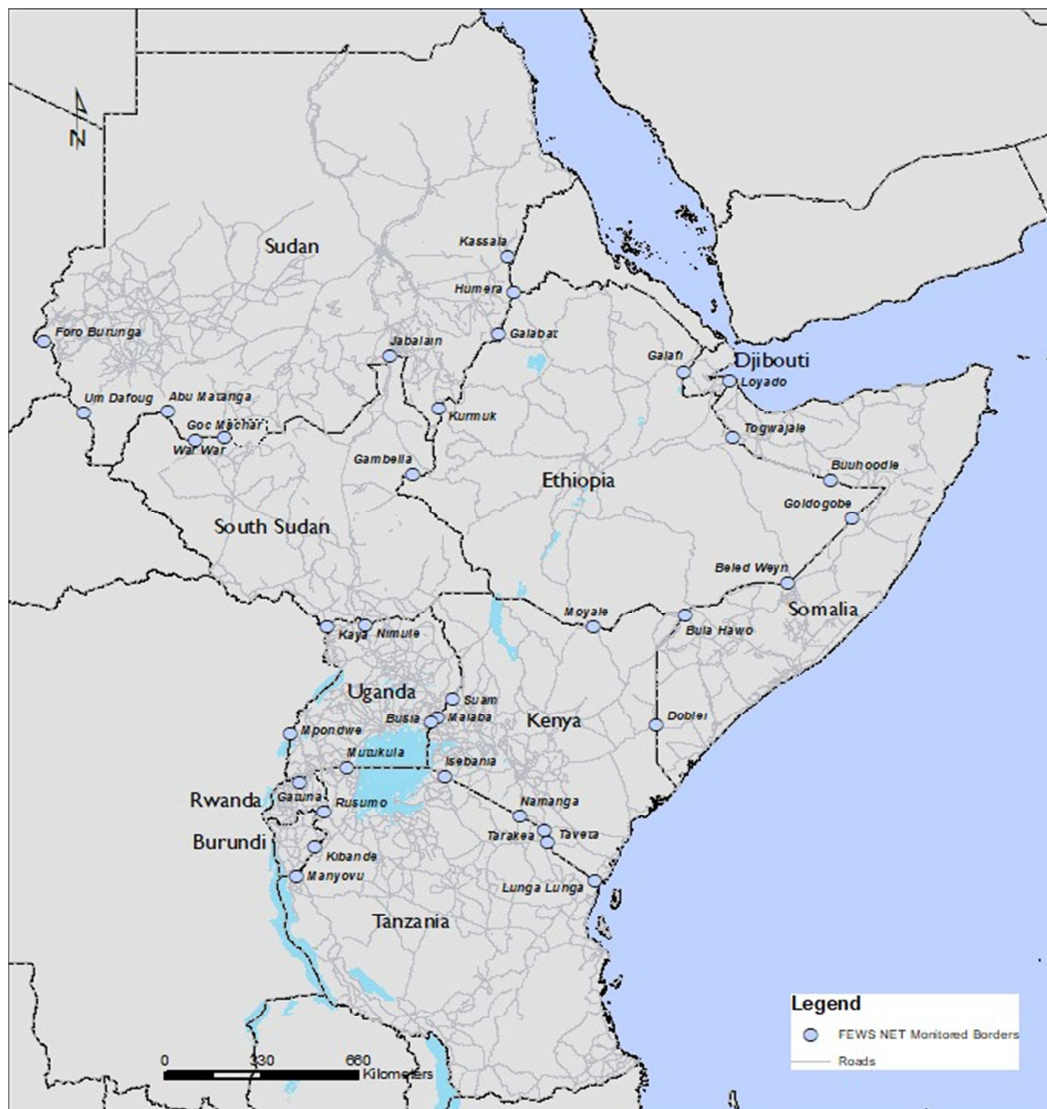 N
Sudan
Kassala
Humera
Foro Burunga
Jabalain
Galabat
Galafi
Djibouti
Loyado
Um Dafoug
Abu Matanga
Goc Machar
War War
Kurmuk
Togwajale
Gambella
Ethiopia
Buuhoodle
Goldogobe
South Sudan
Beled Weyn
Somalia
Moyale
Bula Hawo
Kaya
Nimule
Uganda
Suam
Busia
Malaba
Kenya
Doblei
Mpondwe
Mutukula
Isebania
Rwanda
Gatuna
Rusumo
Namanga
Tarakea
Taveta
Burundi
Kibande
Manyovu
Lunga Lunga
Tanzania
Legend
FEWS NET Monitored Borders
Roads
0 330 660
Kilometers